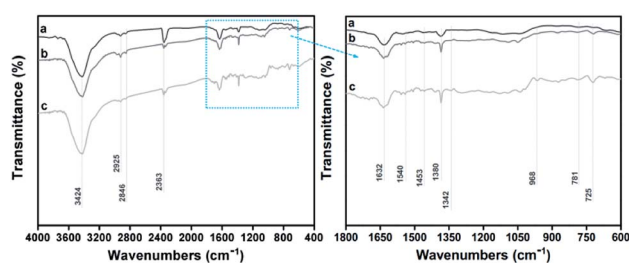 a
b
c
Transmittance (%)
3424
2925
2846
2363
4000 3600 3200 2800 2400 2000 1600 1200 800 400
Wavenumbers (cm⁻¹)
a
b
c
Transmittance (%)
1632
1540
1453
1380
1342
968
781
725
1800 1650 1500 1350 1200 1050 900 750 600
Wavenumbers (cm⁻¹)